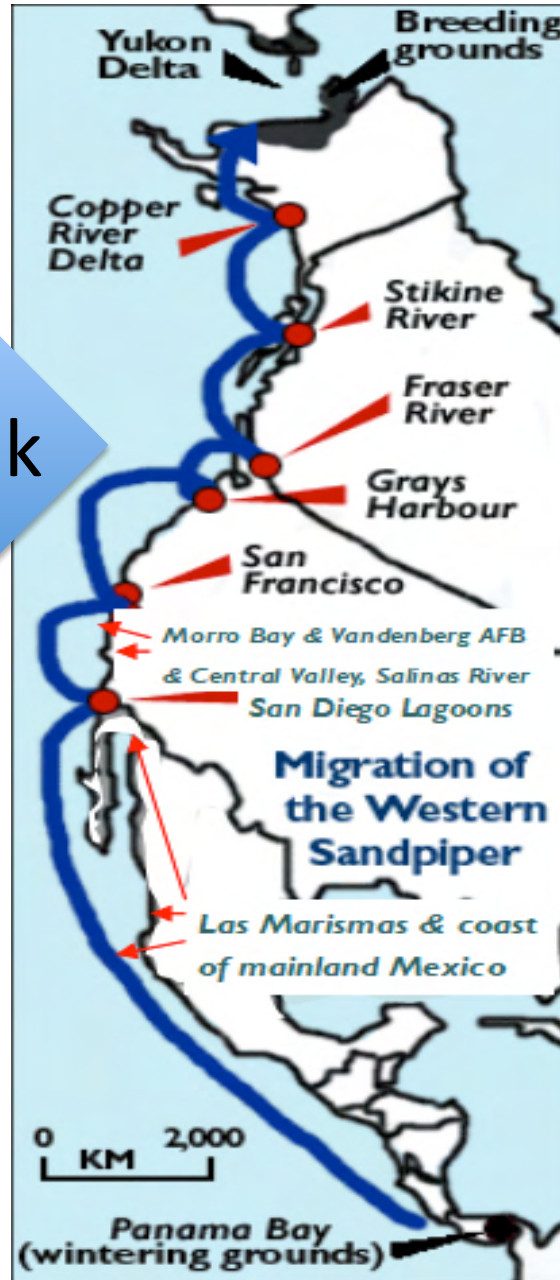 Yukon
Delta
Breeding
grounds
Copper
River
Delta
Stikine
River
k
Fraser
River
Grays
Harbour
San
Francisco
Morro Bay & Vandenberg AFB
& Central Valley, Salinas River
San Diego Lagoons
Migration of
the Western
Sandpiper
Las Marismas & coast
of mainland Mexico
0 2,000
KM
Panama Bay
(wintering grounds)